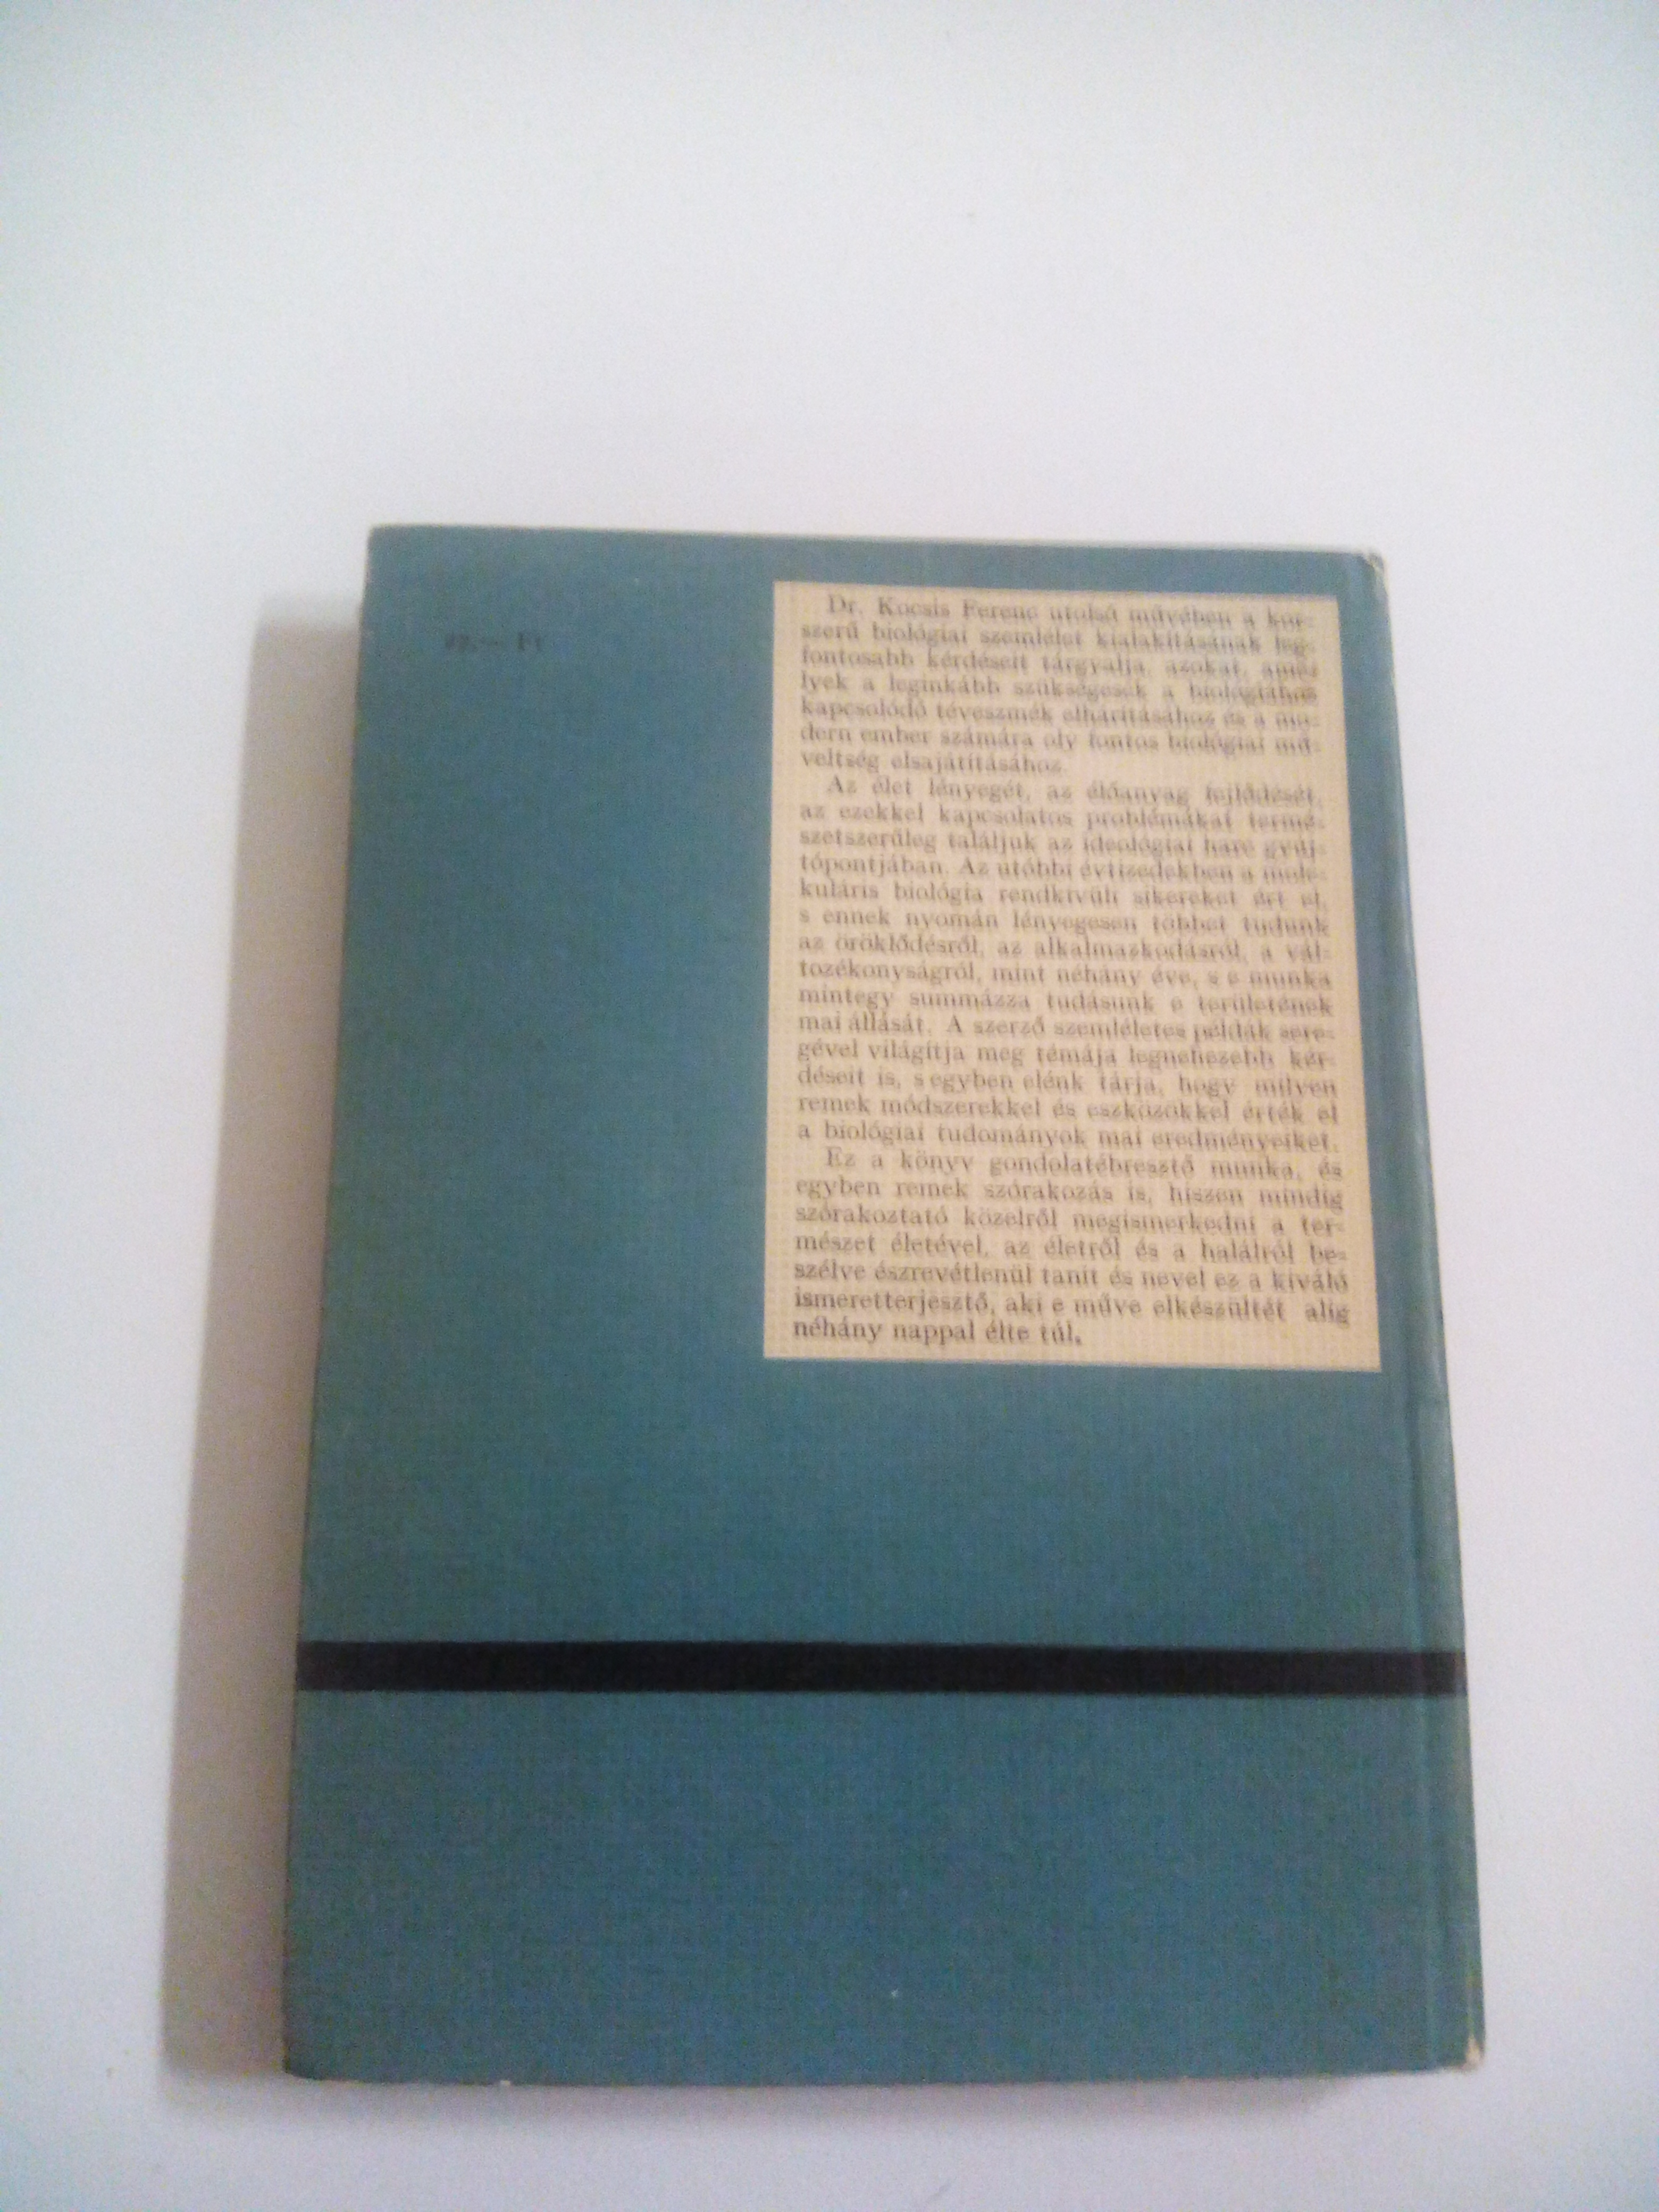 Ft
Dr. Kocsis Ferenc utolsó művében a kor-
szerű biológiai szemlélet kialakításának leg-
fontosabb kérdéseit tárgyalja, azokat, ame-
lyek a leginkább szükségesek a biológiához
kapcsolódó téveszmék elhárításához és a mo-
dern ember számára oly fontos biológiai mű-
veltség elsajátításához.
Az élet lényegét, az élőanyag fejlődését,
az ezekkel kapcsolatos problémákat termé-
szetszerűleg találjuk az ideológiai harc gyúj-
tópontjában. Az utóbbi évtizedekben a mole-
kuláris biológia rendkívüli sikereket ért el,
s ennek nyomán lényegesen többet tudunk
az öröklődésről, az alkalmazkodásról, a vál-
tozékonyságról, mint néhány éve, s e munka
mintegy summázza tudásunk e területének
mai állását. A szerző szemléletes példák sere-
gével világítja meg témája legnehezebb kér-
déseit is, s egyben elénk tárja, hogy milyen
remek módszerekkel és eszközökkel érték el
a biológiai tudományok mai eredményeiket.
Ez a könyv gondolatébresztő munka, és
egyben remek szórakozás is, hiszen mindig
szórakoztató közelről megismerkedni a ter-
mészet életével, az életről és a halálról be-
szélve észrevétlenül tanít és nevel ez a kiváló
ismeretterjesztő, aki e műve elkészültét alig
néhány nappal élte túl.